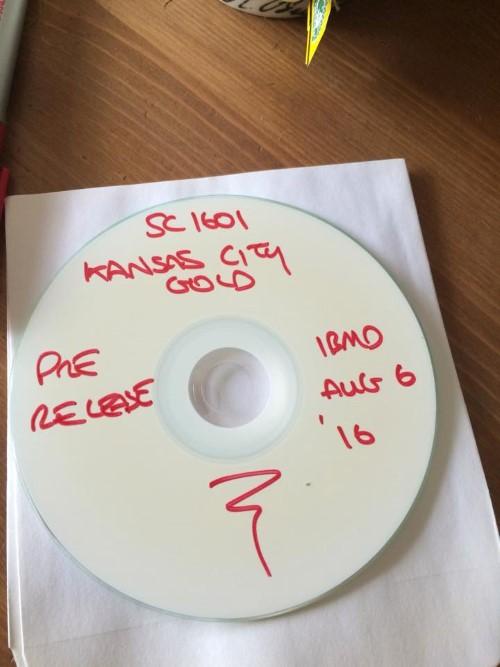 SC1601
KANSAS CITY
GOLD
PRE
RELEASE
IBMD
AUG 6
'16